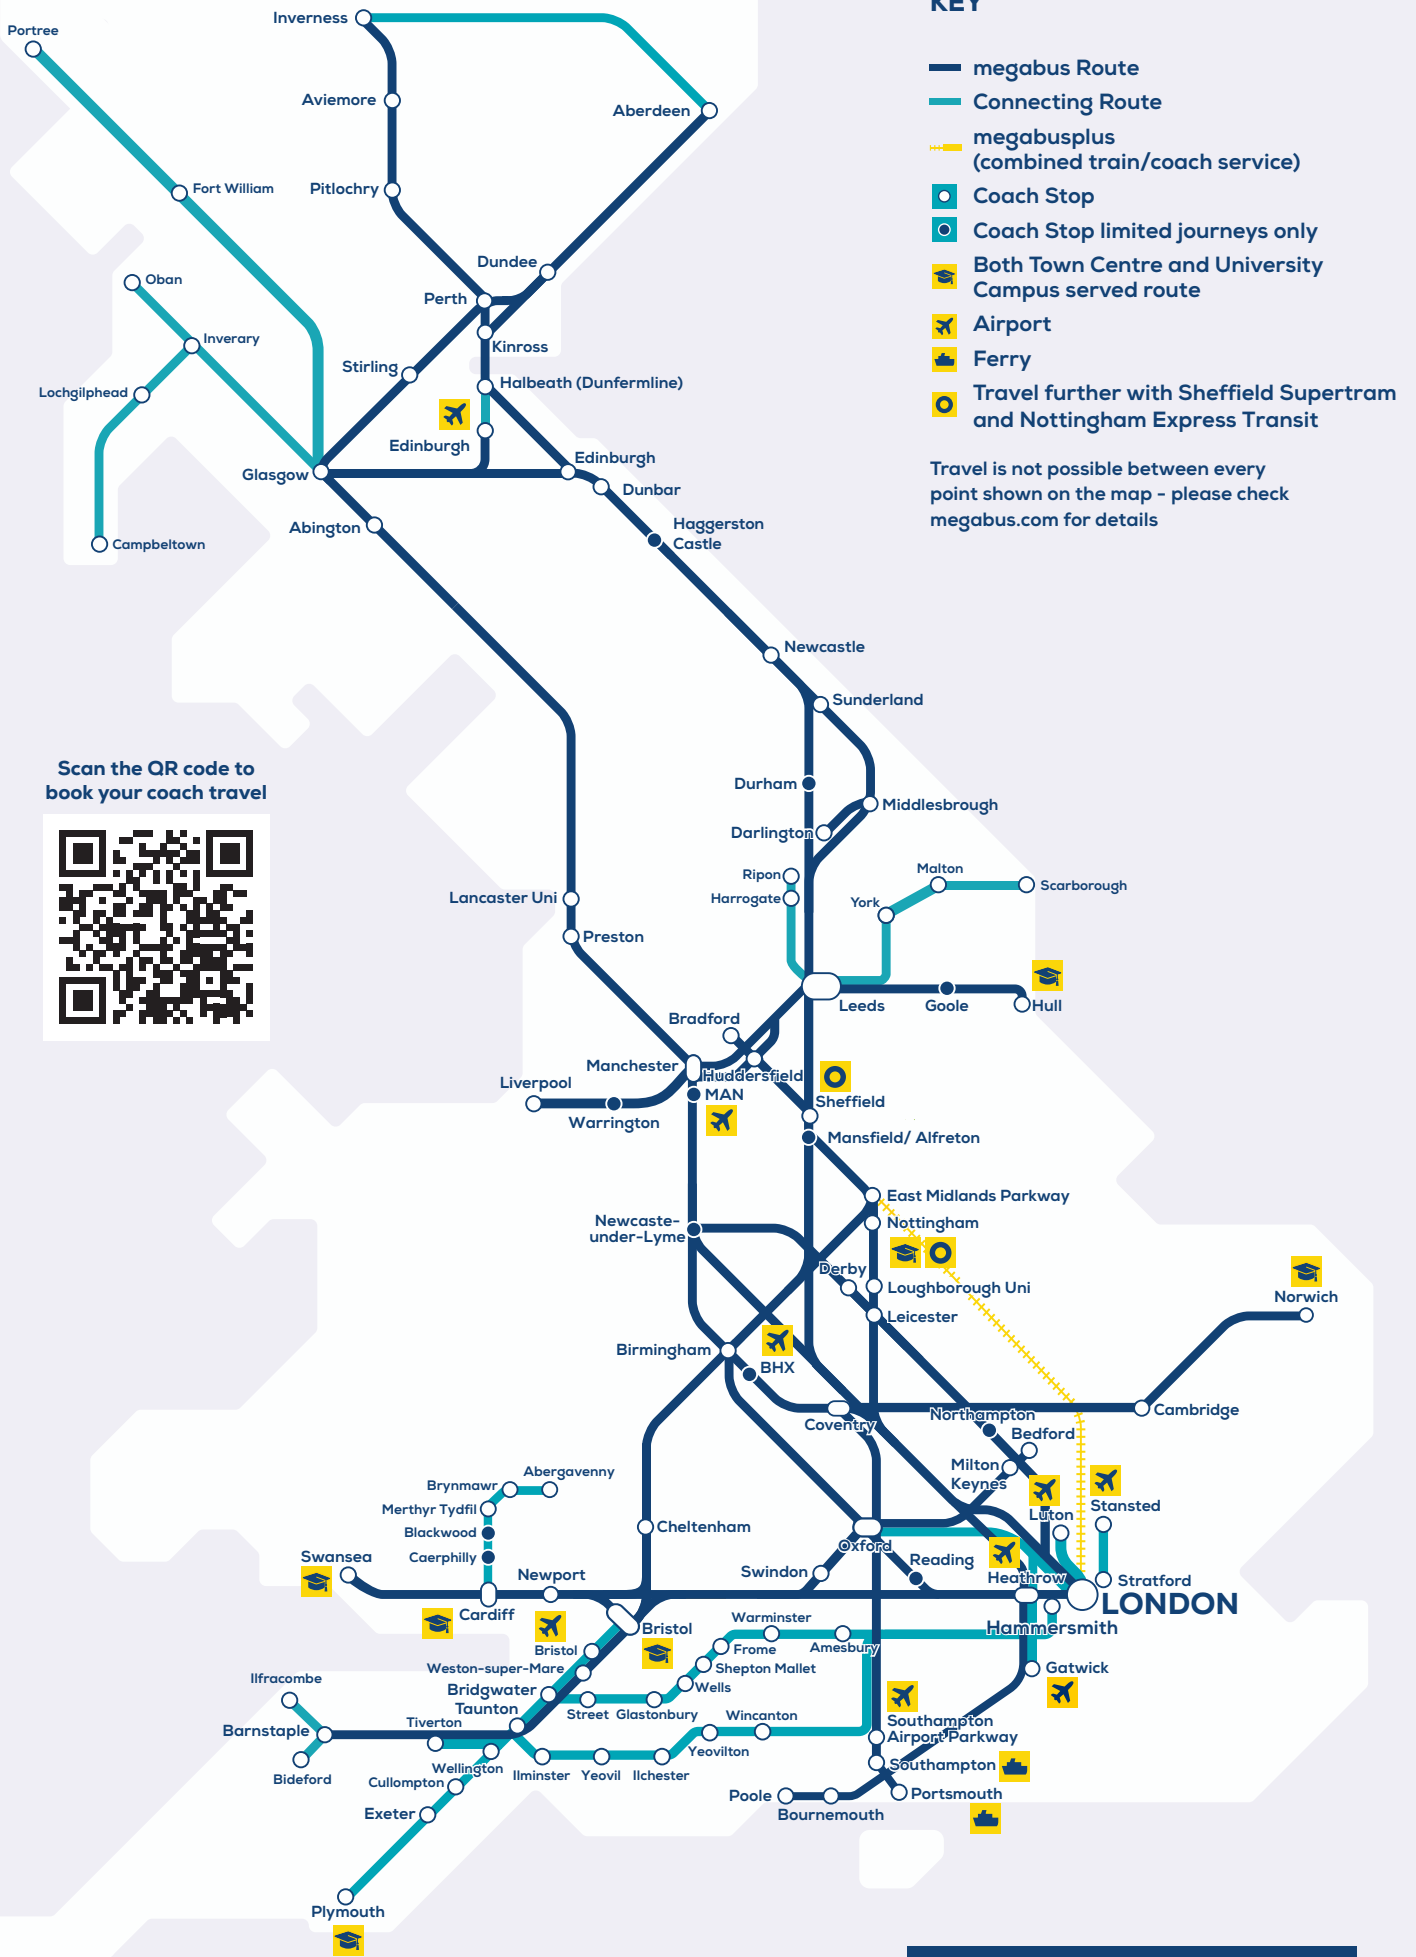 KEY
megabus Route
Connecting Route
megabusplus
(combined train/coach service)
Coach Stop
Coach Stop limited journeys only
Both Town Centre and University
Campus served route
Airport
Ferry
Travel further with Sheffield Supertram
and Nottingham Express Transit
Travel is not possible between every
point shown on the map - please check
megabus.com for details
Inverness
Portree
Aviemore
Aberdeen
Fort William
Pitlochry
Dundee
Oban
Perth
Inverary
Kinross
Stirling
Halbeath (Dunfermline)
Lochgilphead
Edinburgh
Edinburgh
Glasgow
Dunbar
Abington
Haggerston
Castle
Campbeltown
Newcastle
Sunderland
Scan the QR code to
book your coach travel
Durham
Middlesbrough
Darlington
Ripon
Malton
Harrogate
Scarborough
Lancaster Uni
York
Preston
Leeds
Goole
Hull
Bradford
Manchester
Huddersfield
Liverpool
MAN
Sheffield
Warrington
Mansfield/ Alfreton
East Midlands Parkway
Newcaste-
under-Lyme
Nottingham
Derby
Loughborough Uni
Norwich
Leicester
Birmingham
BHX
Cambridge
Northampton
Coventry
Bedford
Milton
Keynes
Abergavenny
Brynmawr
Merthyr Tydfil
Stansted
Luton
Blackwood
Cheltenham
Oxford
Swansea
Caerphilly
Reading
Newport
Swindon
Heathrow
Stratford
LONDON
Cardiff
Warminster
Hammersmith
Bristol
Bristol
Frome
Amesbury
Weston-super-Mare
Shepton Mallet
Gatwick
Ilfracombe
Bridgwater
Wells
Taunton
Street
Glastonbury
Wincanton
Southampton
Airport Parkway
Tiverton
Barnstaple
Yeovilton
Southampton
Wellington
Bideford
Cullompton
Ilminster
Yeovil
Ilchester
Poole
Portsmouth
Exeter
Bournemouth
Plymouth